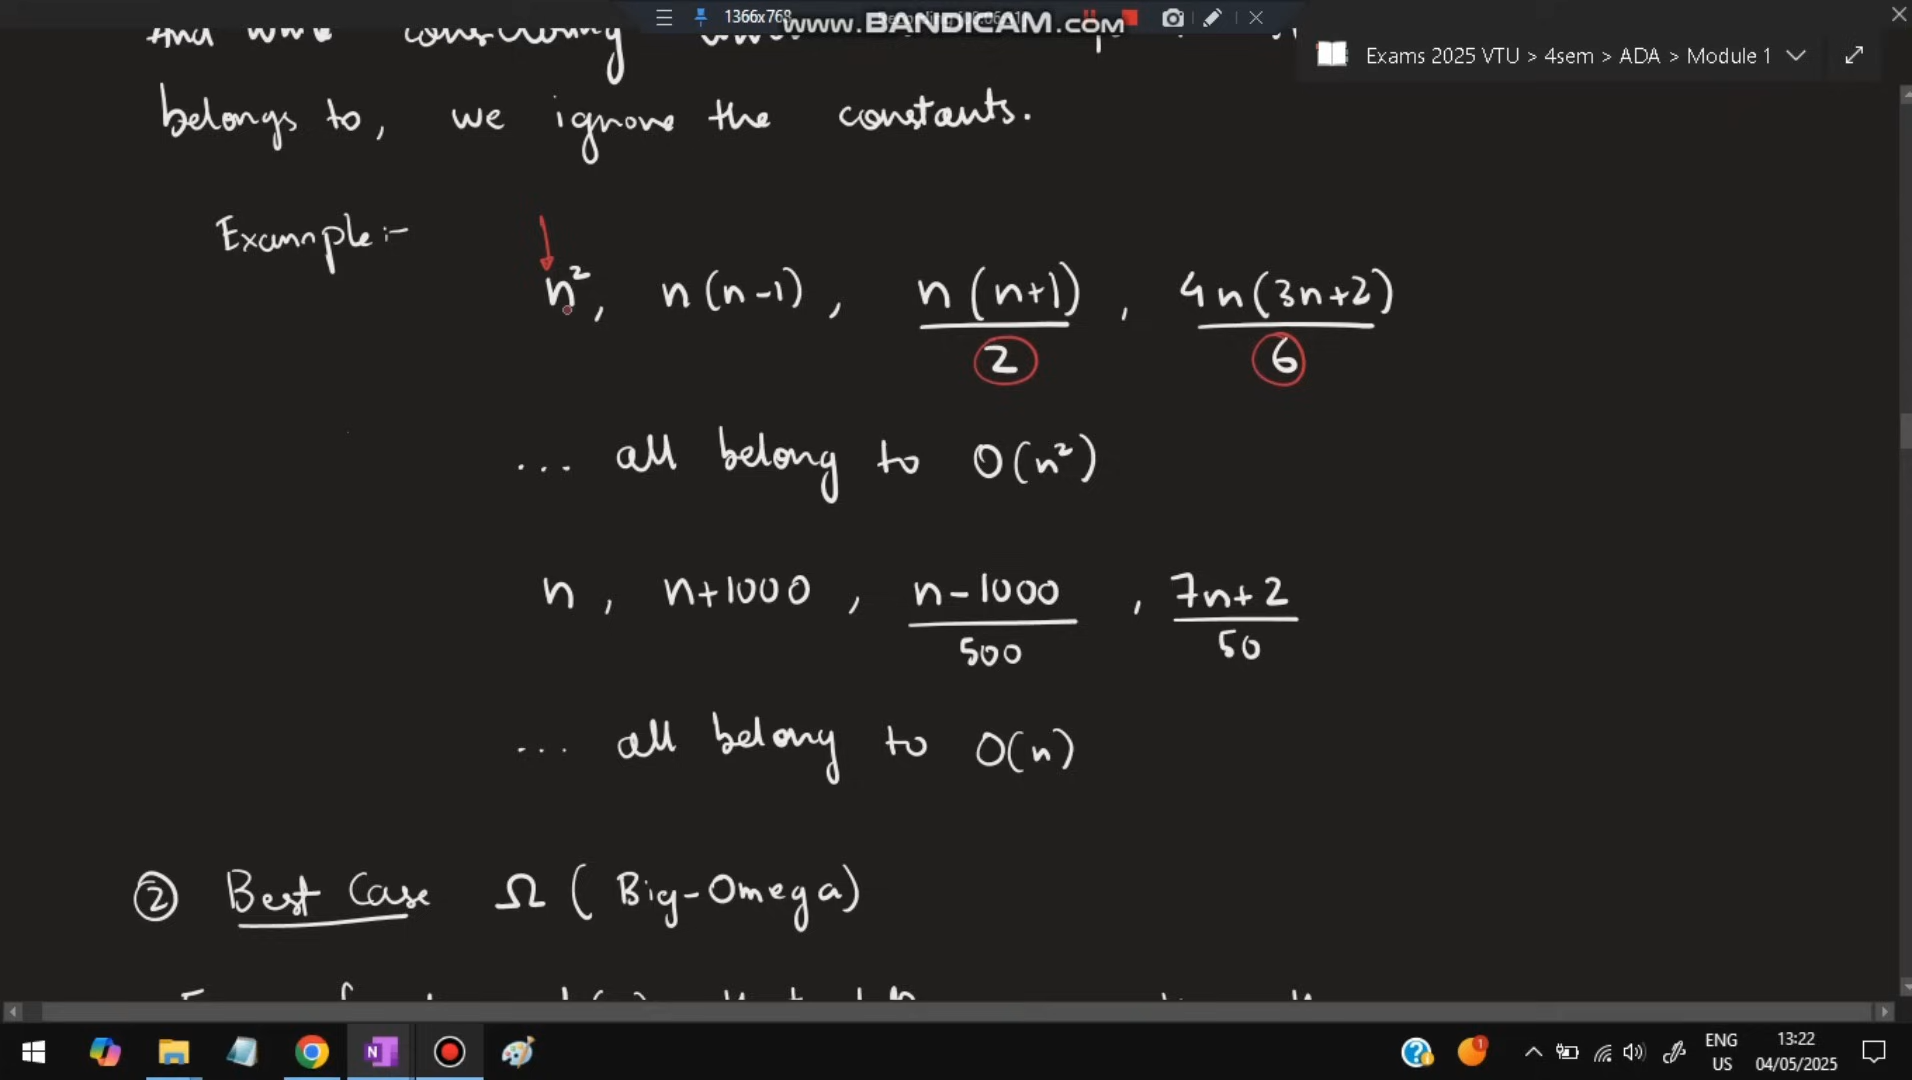 1366x768
www.BANDICAM.com
Exams 2025 VTU > 4sem > ADA > Module 1
And
belongs to, we ignore the constants.
Example:-
n², n(n-1), n(n+1)/2, 4n(3n+2)/6
... all belong to O(n²)
n, n+1000, n-1000/500, 7n+2/50
... all belong to O(n)
② Best Case Ω (Big-Omega)
ENG
US
13:22
04/05/2025